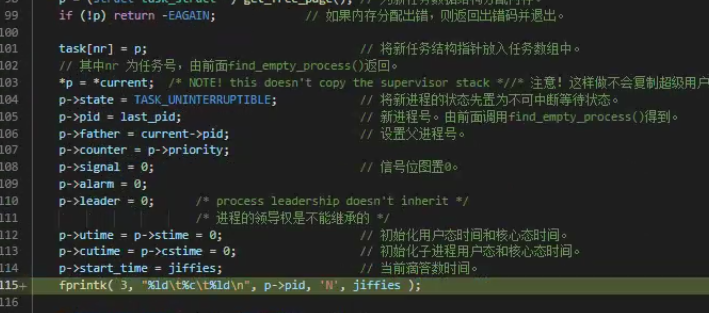 98 p = (struct task_struct *) get_free_page(); // 为新任务数据结构分配内存。
99 if (!p) return -EAGAIN; // 如果内存分配出错，则返回出错码并退出。
100
101 task[nr] = p; // 将新任务结构指针放入任务数组中。
102 // 其中nr 为任务号，由前面find_empty_process()返回。
103 *p = *current; /* NOTE! this doesn't copy the supervisor stack *//* 注意！这样做不会复制超级用户
104 p->state = TASK_UNINTERRUPTIBLE; // 将新进程的状态先置为不可中断等待状态。
105 p->pid = last_pid; // 新进程号。由前面调用find_empty_process()得到。
106 p->father = current->pid; // 设置父进程号。
107 p->counter = p->priority;
108 p->signal = 0; // 信号位图置0。
109 p->alarm = 0;
110 p->leader = 0; /* process leadership doesn't inherit */
111 /* 进程的领导权是不能继承的 */
112 p->utime = p->stime = 0; // 初始化用户态时间和核心态时间。
113 p->cutime = p->cstime = 0; // 初始化子进程用户态和核心态时间。
114 p->start_time = jiffies; // 当前滴答数时间。
115+ fprintk( 3, "%ld\t%c\t%ld\n", p->pid, 'N', jiffies );
116